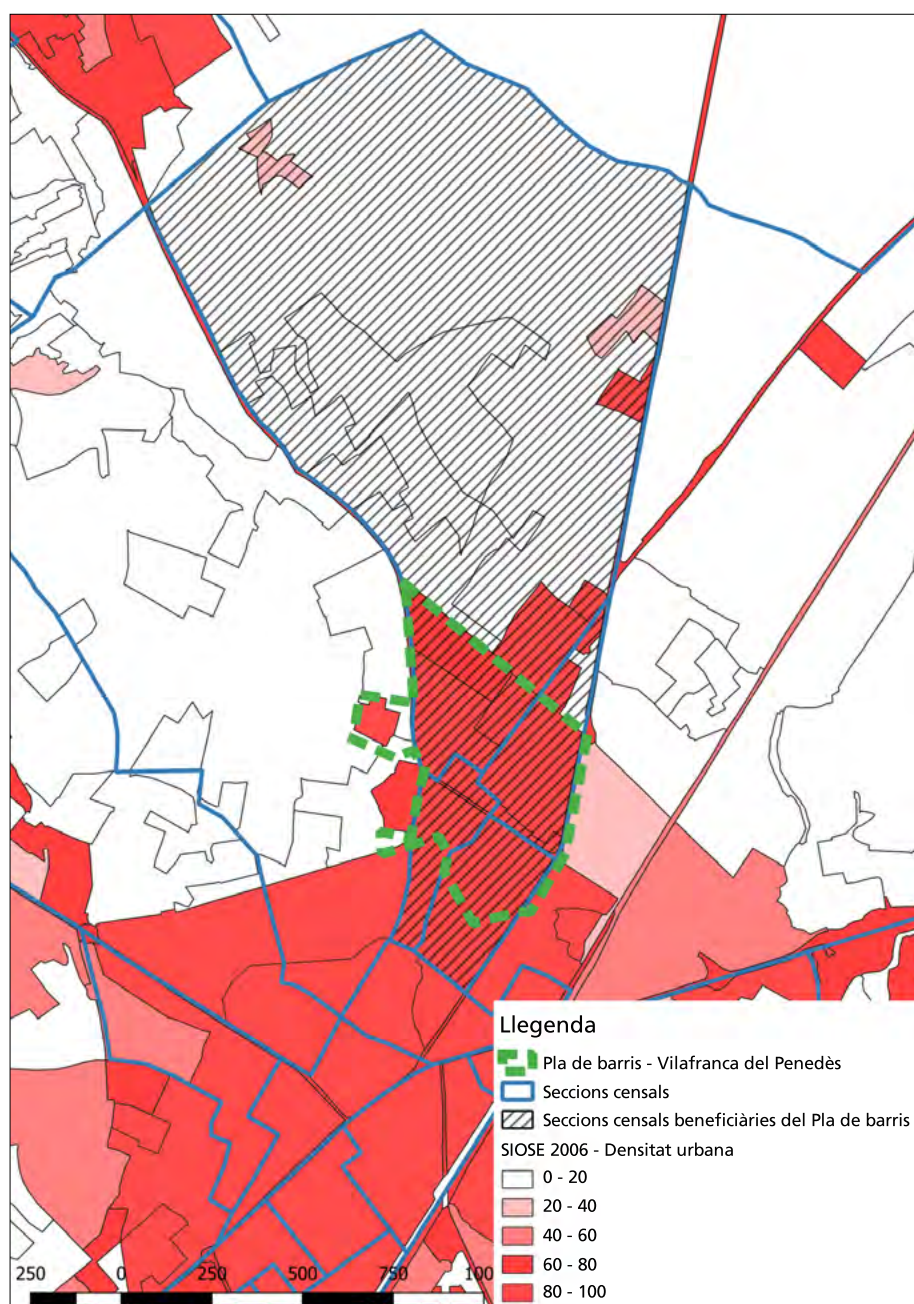 Llegenda
Pla de barris - Vilafranca del Penedès
Seccions censals
Seccions censals beneficiàries del Pla de barris
SIOSE 2006 - Densitat urbana
0 - 20
20 - 40
40 - 60
60 - 80
80 - 100
250 0 250 500 750 100